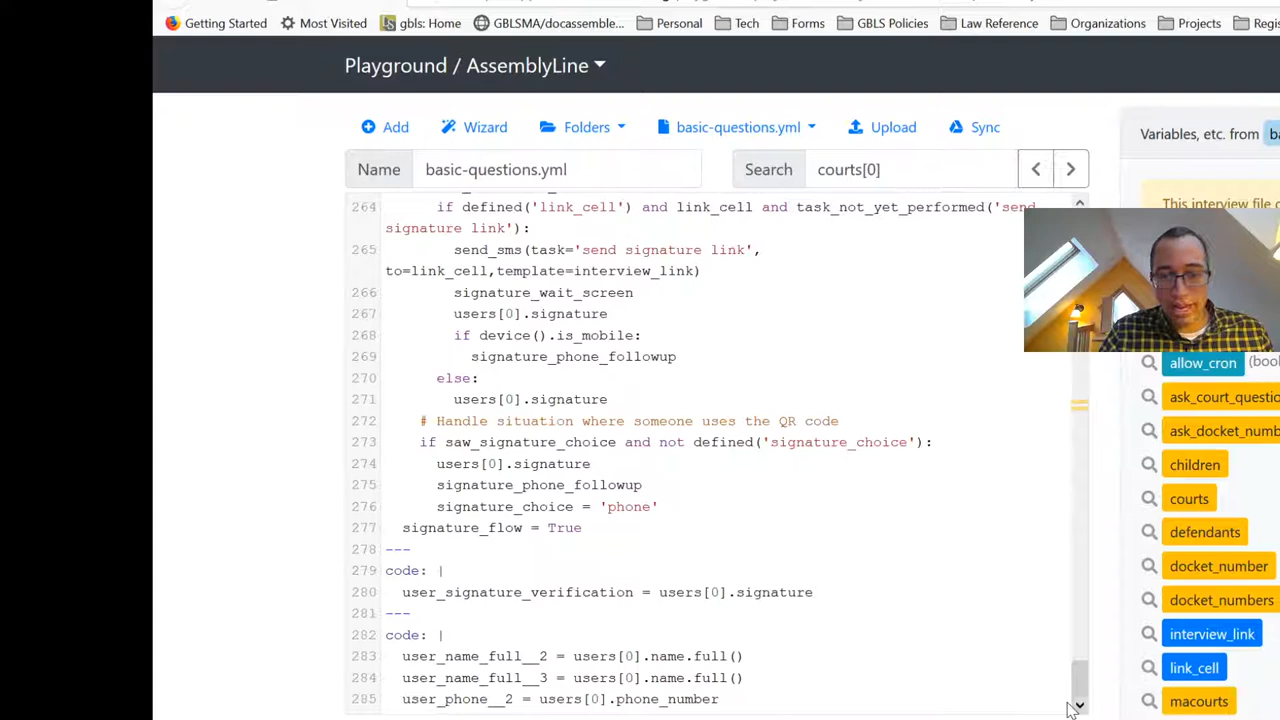 Getting Started Most Visited gbls: Home GBLSMA/docassemble... Personal Tech Forms GBLS Policies Law Reference Organizations Projects
Playground / AssemblyLine
Add Wizard Folders basic-questions.yml Upload Sync
Variables, etc. from
Name basic-questions.yml Search courts[0]
This interview file
264 if defined('link_cell') and link_cell and task_not_yet_performed('send
signature link'):
265 send_sms(task='send signature link',
to=link_cell,template=interview_link)
266 signature_wait_screen
267 users[0].signature
268 if device().is_mobile:
269 signature_phone_followup
270 else:
271 users[0].signature
272 # Handle situation where someone uses the QR code
273 if saw_signature_choice and not defined('signature_choice'):
274 users[0].signature
275 signature_phone_followup
276 signature_choice = 'phone'
277 signature_flow = True
278 ---
279 code: |
280 user_signature_verification = users[0].signature
281 ---
282 code: |
283 user_name_full__2 = users[0].name.full()
284 user_name_full__3 = users[0].name.full()
285 user_phone__2 = users[0].phone_number
allow_cron (boo
ask_court_questio
ask_docket_numb
children
courts
defendants
docket_number
docket_numbers
interview_link
link_cell
macourts